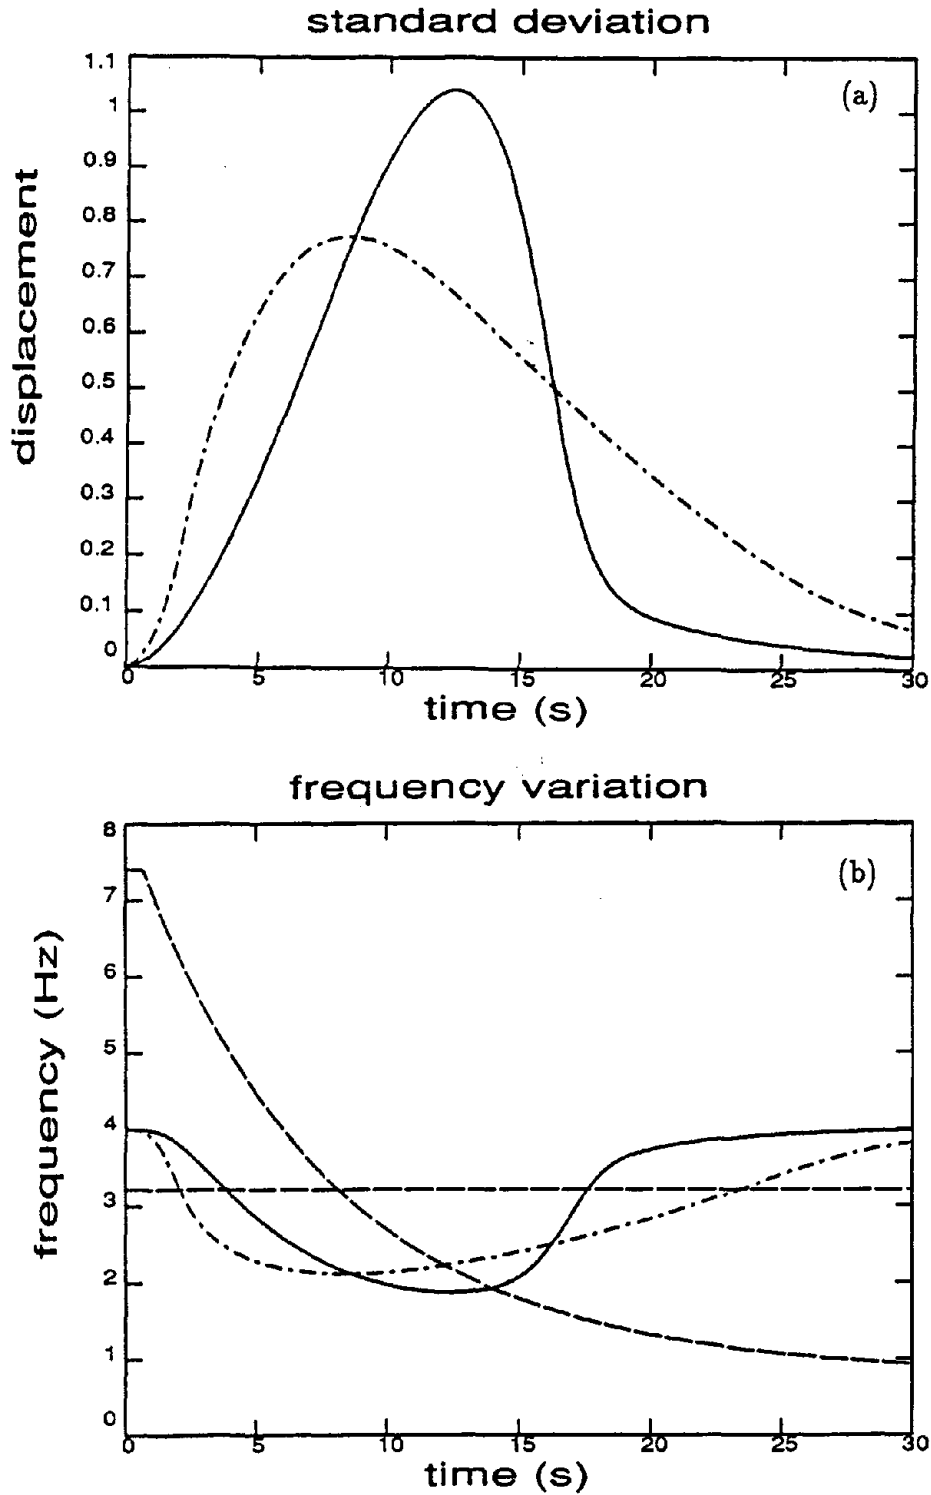 standard deviation
1.1
(a)
1
0.9
0.8
0.7
0.6
0.5
0.4
0.3
0.2
0.1
0
displacement
0 5 10 15 20 25 30
time (s)
frequency variation
8
(b)
7
6
5
4
3
2
1
0
frequency (Hz)
0 5 10 15 20 25 30
time (s)